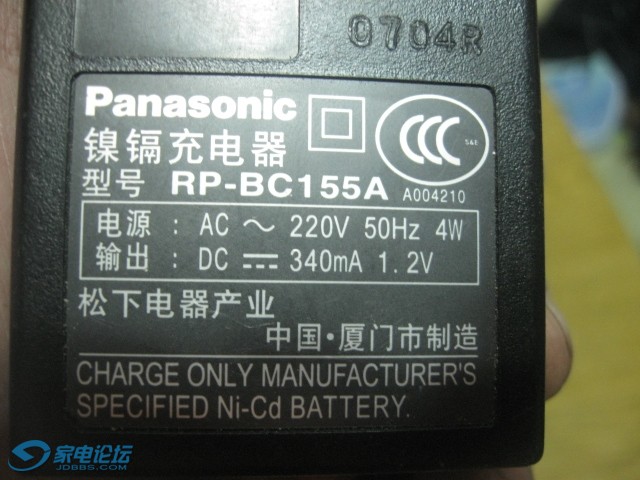 0704R
Panasonic
CCC S&E
镍镉充电器
型号 RP-BC155A A004210
电源 : AC ～ 220V 50Hz 4W
输出 : DC ⎓ 340mA 1.2V
松下电器产业
中国·厦门市制造
CHARGE ONLY MANUFACTURER'S
SPECIFIED Ni-Cd BATTERY.
家电论坛
JDBBS.COM